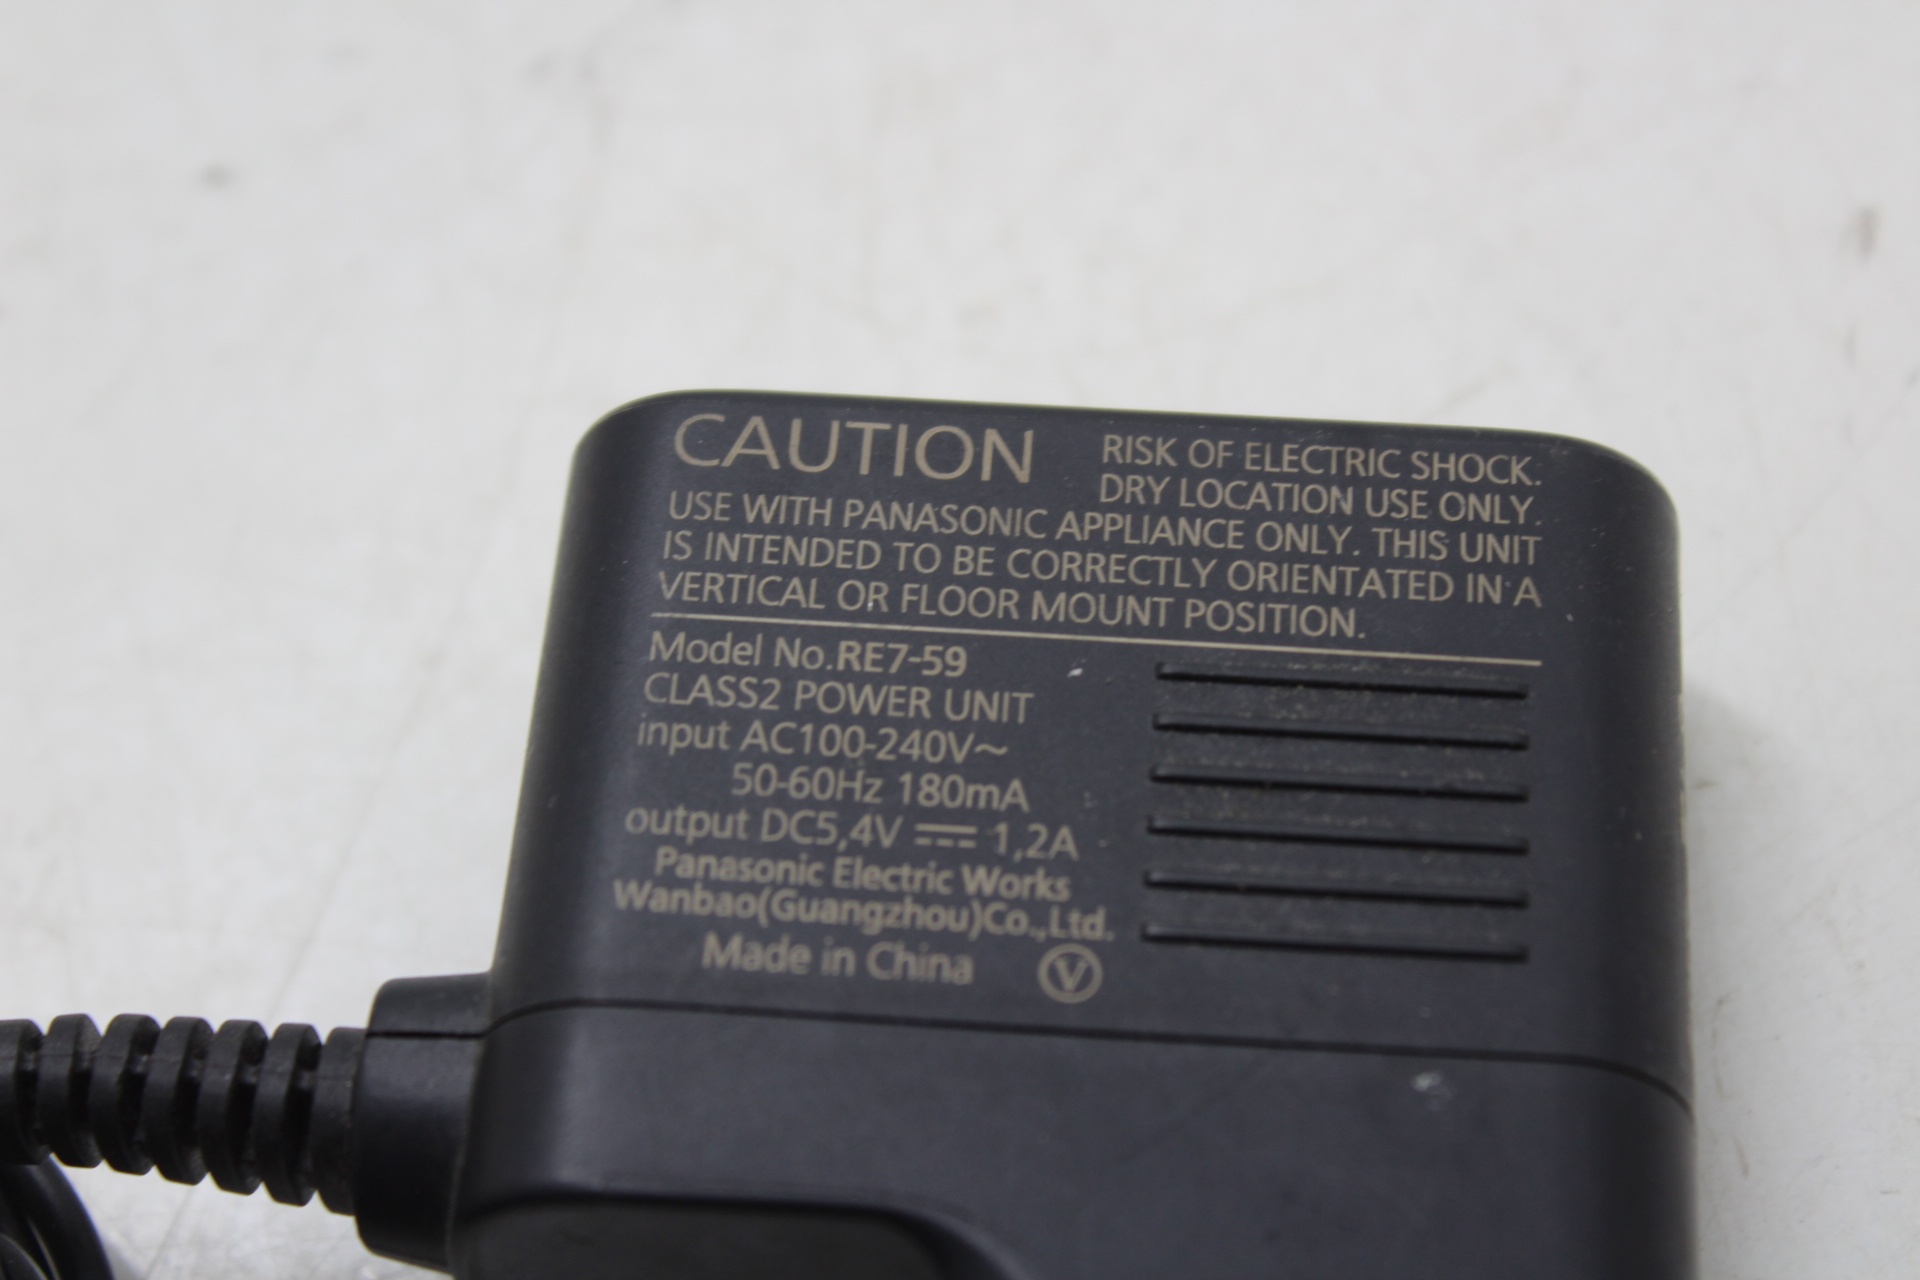 CAUTION
RISK OF ELECTRIC SHOCK.
DRY LOCATION USE ONLY.
USE WITH PANASONIC APPLIANCE ONLY. THIS UNIT
IS INTENDED TO BE CORRECTLY ORIENTATED IN A
VERTICAL OR FLOOR MOUNT POSITION.
Model No.RE7-59
CLASS2 POWER UNIT
input AC100-240V~
50-60Hz 180mA
output DC5,4V ⎓ 1,2A
Panasonic Electric Works
Wanbao(Guangzhou)Co.,Ltd.
Made in China V